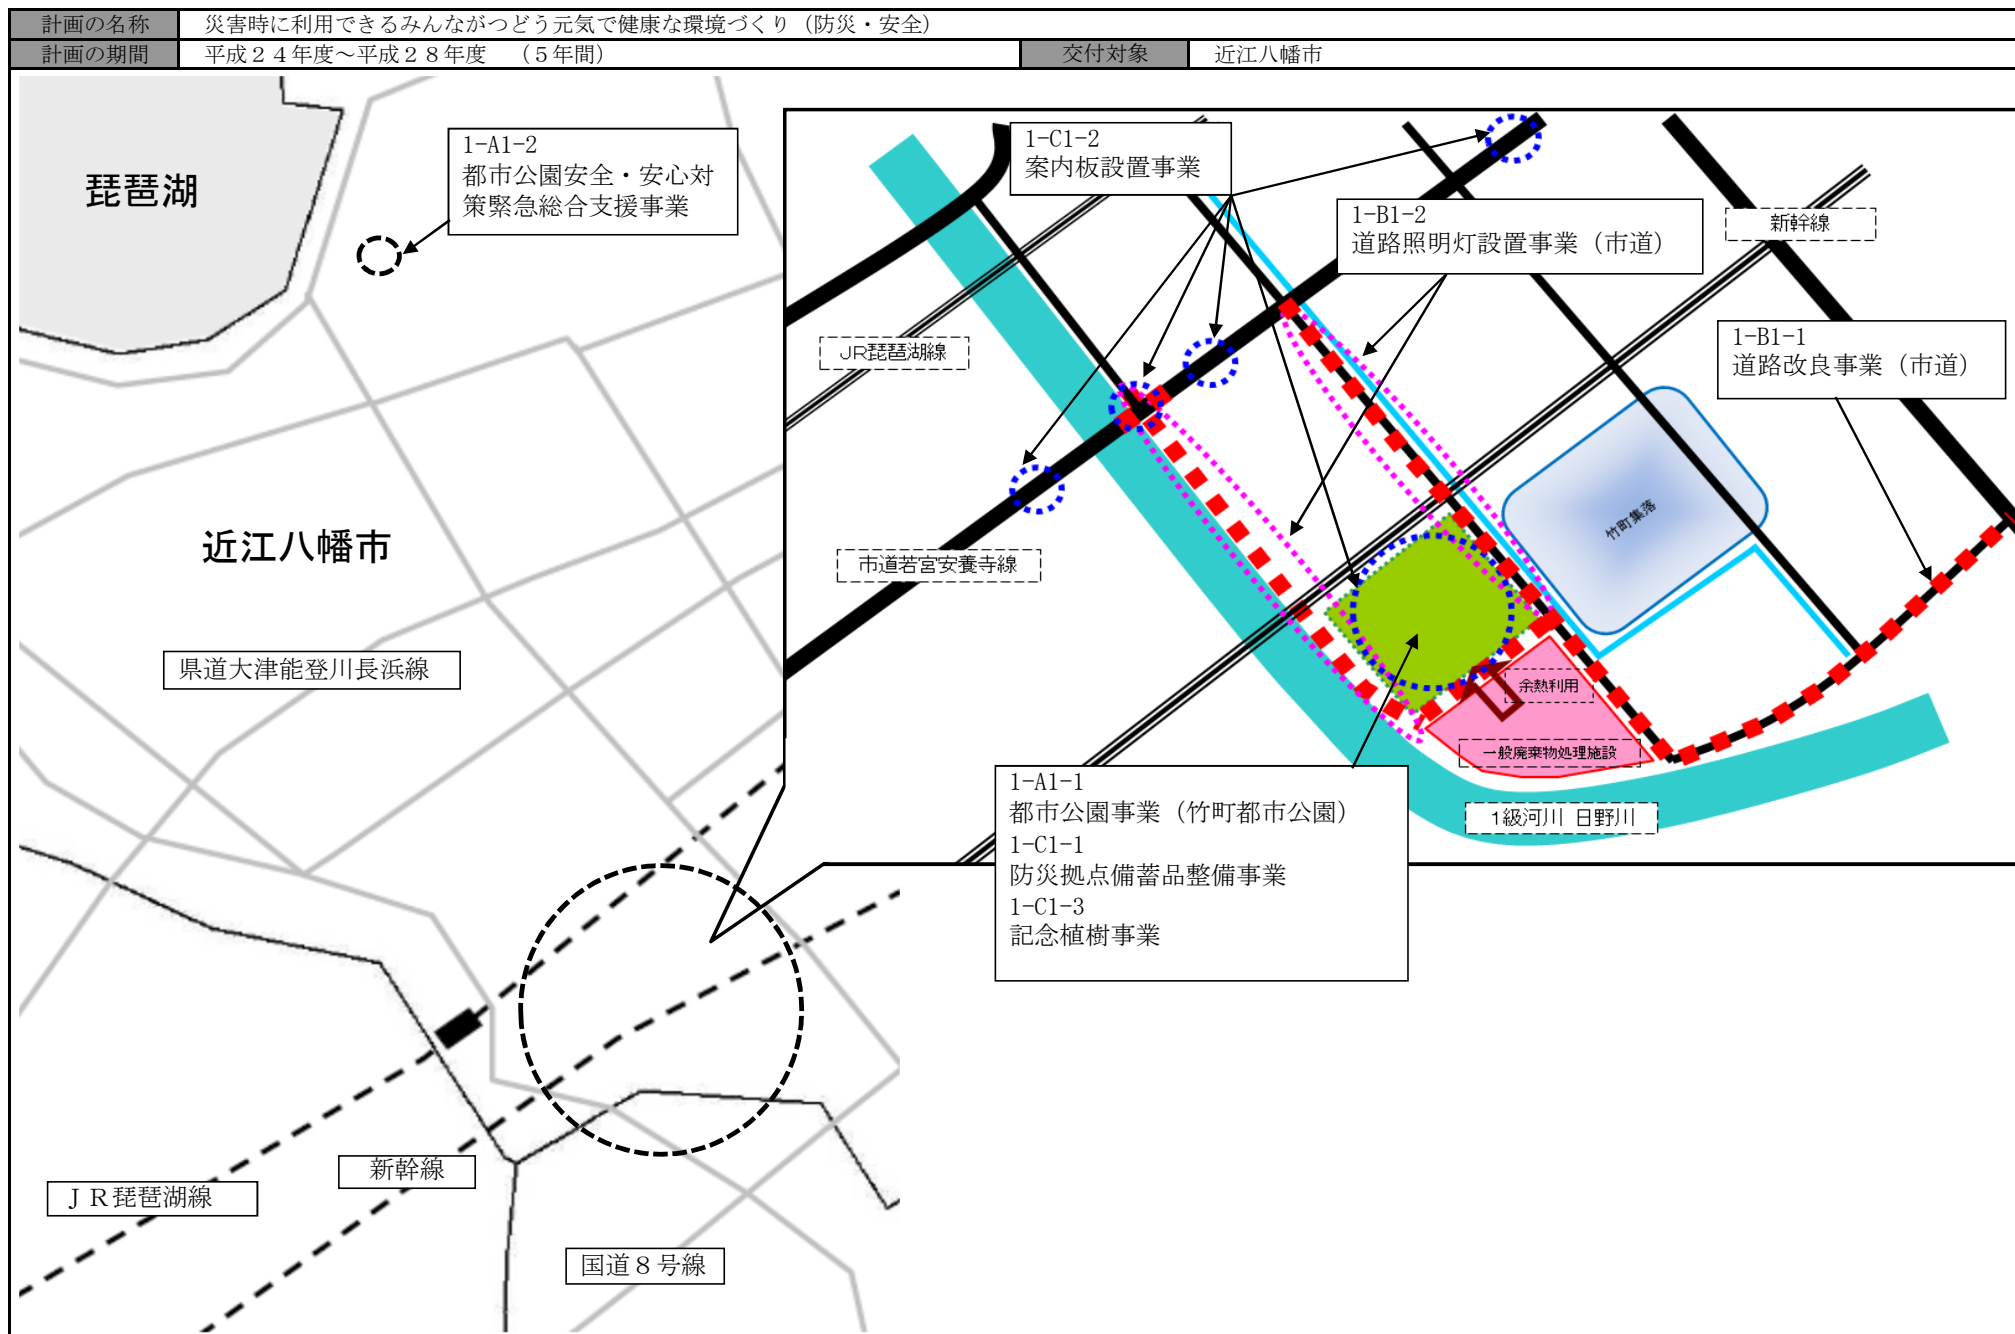 計画の名称 災害時に利用できるみんながつどう元気で健康な環境づくり（防災・安全）
計画の期間 平成２４年度～平成２８年度 （５年間） 交付対象 近江八幡市
琵琶湖
1-A1-2
都市公園安全・安心対
策緊急総合支援事業
近江八幡市
県道大津能登川長浜線
ＪＲ琵琶湖線
新幹線
国道８号線
1-C1-2
案内板設置事業
1-B1-2
道路照明灯設置事業（市道）
新幹線
1-B1-1
道路改良事業（市道）
JR琵琶湖線
市道若宮安養寺線
竹町集落
余熱利用
一般廃棄物処理施設
1級河川 日野川
1-A1-1
都市公園事業（竹町都市公園）
1-C1-1
防災拠点備蓄品整備事業
1-C1-3
記念植樹事業